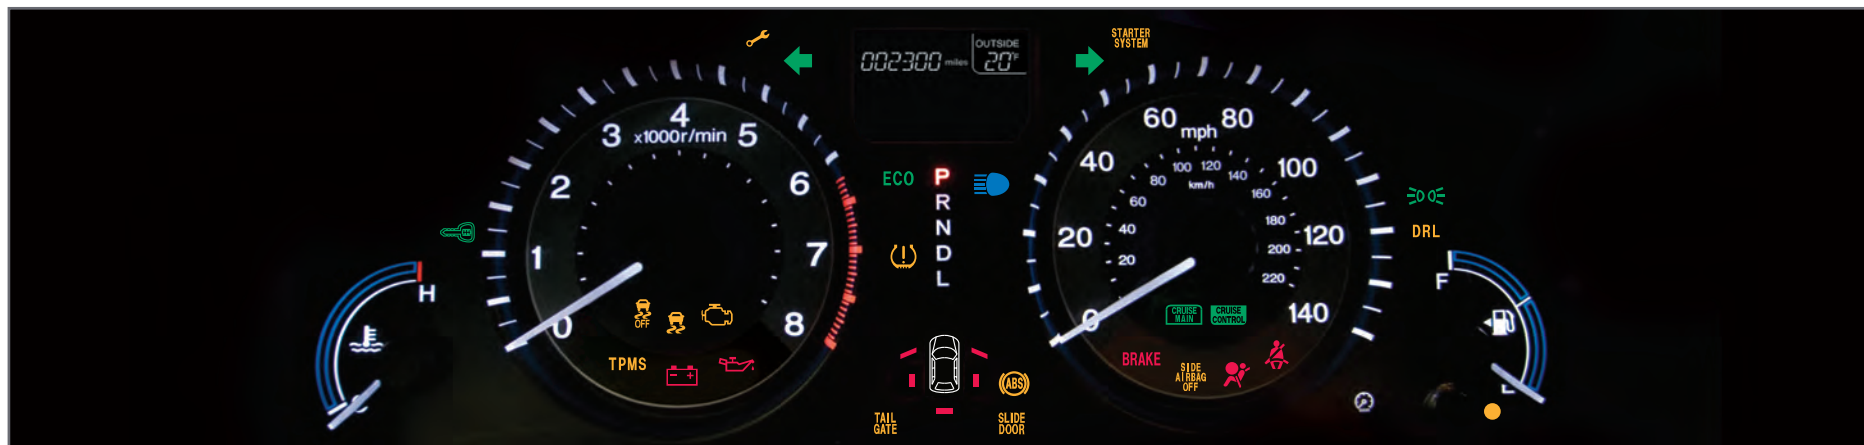 STARTER
SYSTEM
002300 miles
OUTSIDE
20°F
0
1
2
3
4
5
6
7
8
x1000r/min
OFF
TPMS
H
ECO
P
R
N
D
L
TAIL
GATE
ABS
SLIDE
DOOR
0
20
40
60
80
100
120
140
mph
20
40
60
80
100
120
140
160
180
200
220
km/h
CRUISE
MAIN
CRUISE
CONTROL
BRAKE
SIDE
AIRBAG
OFF
DRL
F